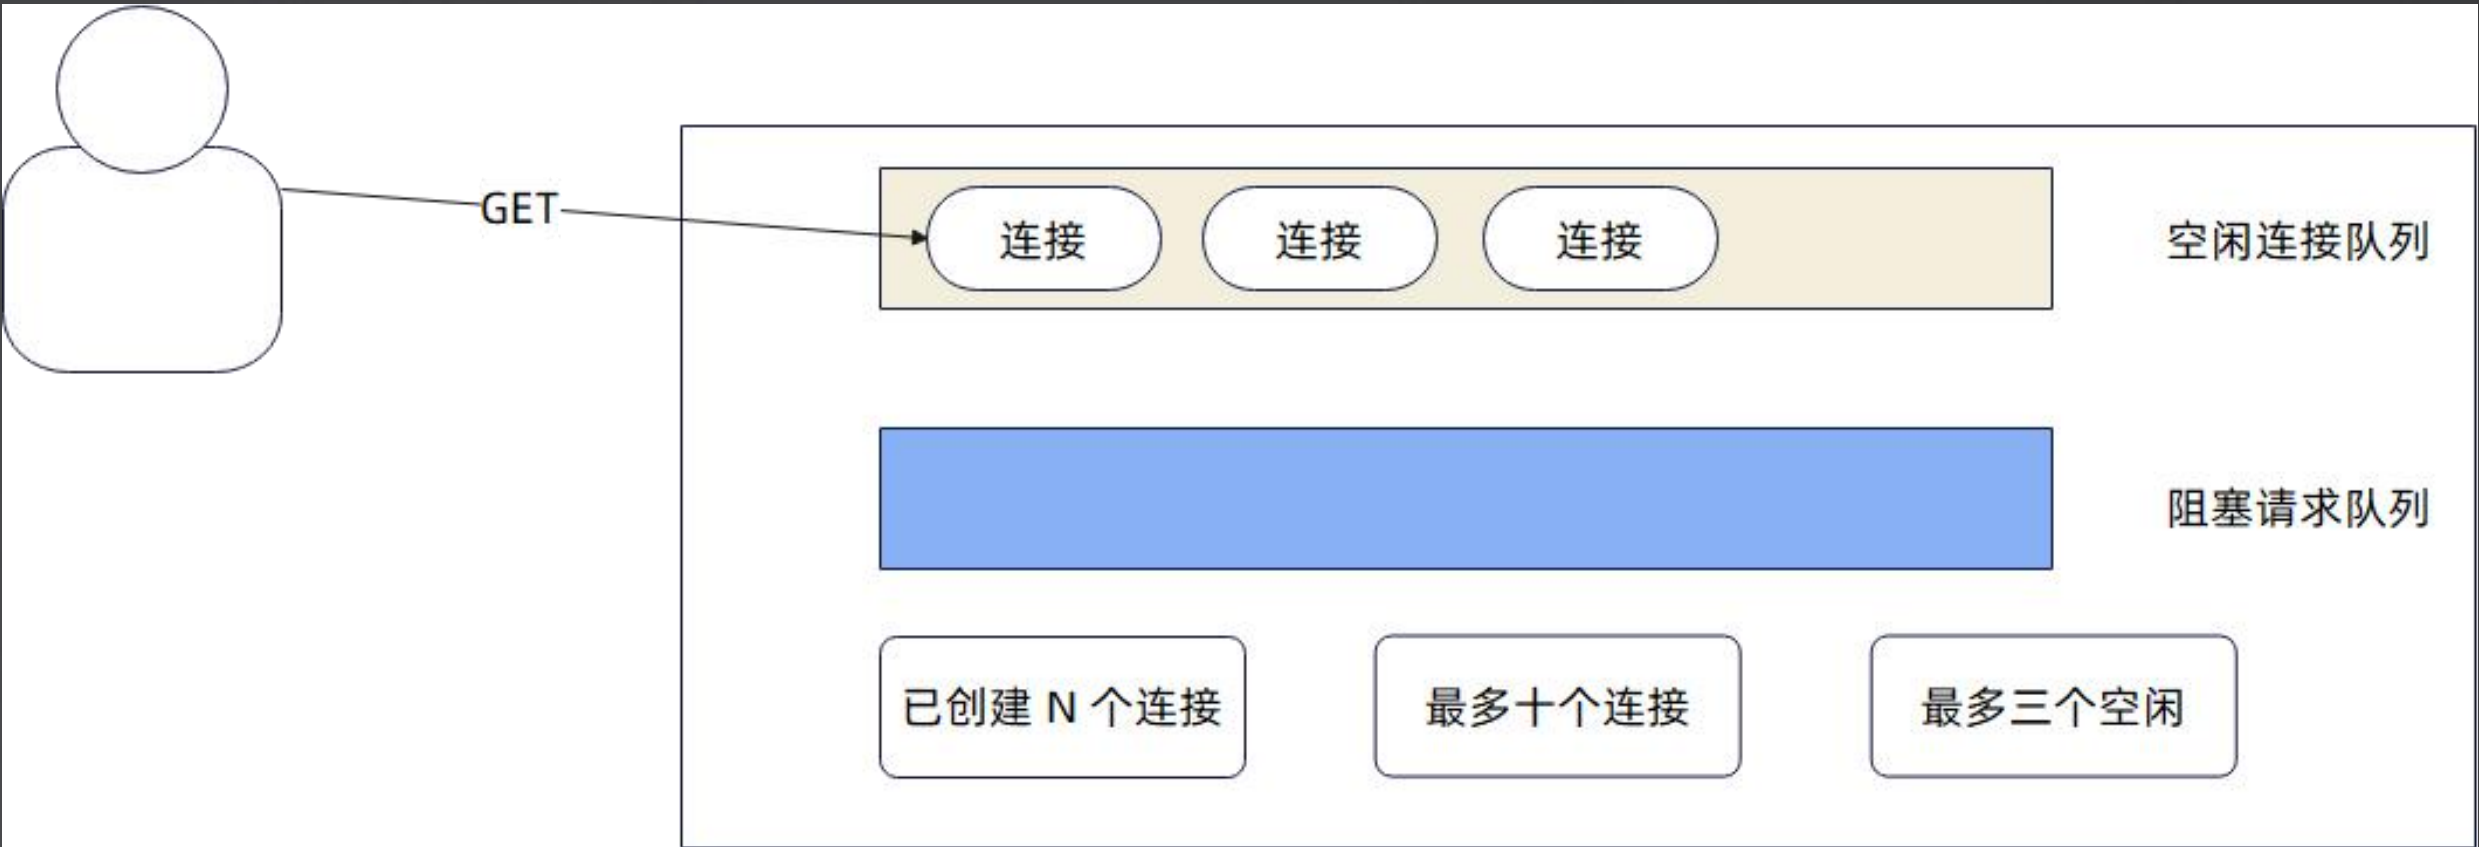 GET
连接
连接
连接
空闲连接队列
阻塞请求队列
已创建 N 个连接
最多十个连接
最多三个空闲